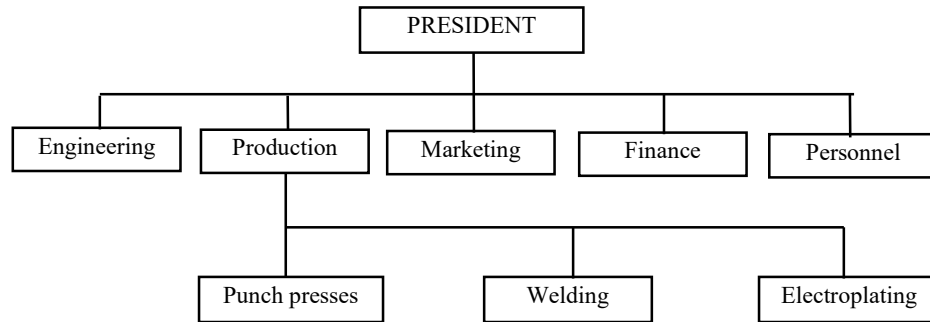 PRESIDENT
Engineering
Production
Marketing
Finance
Personnel
Punch presses
Welding
Electroplating